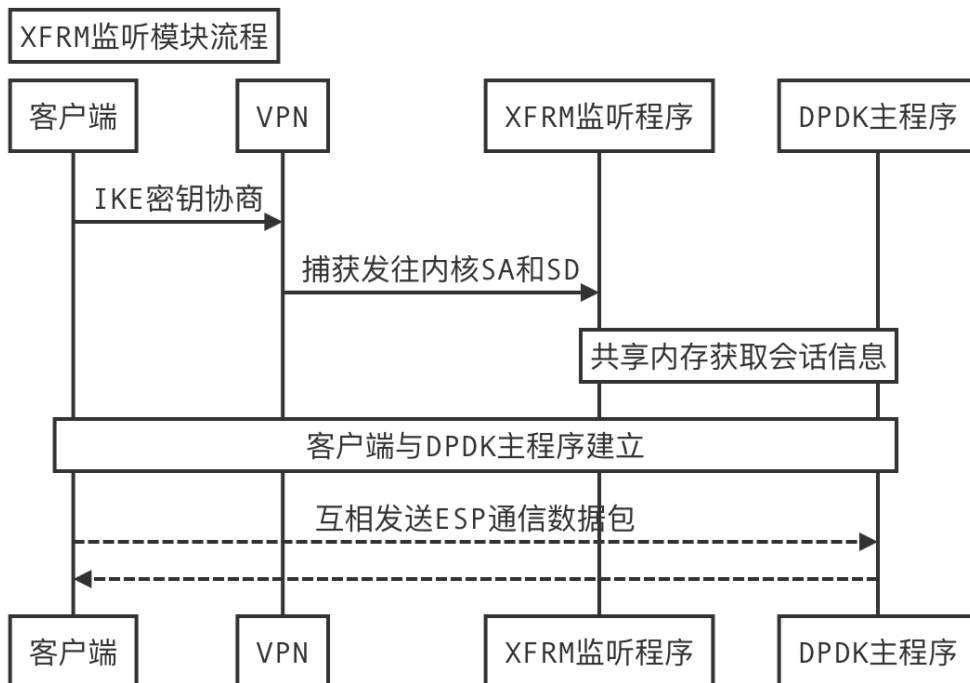 XFRM监听模块流程
客户端
VPN
XFRM监听程序
DPDK主程序
IKE密钥协商
捕获发往内核SA和SD
共享内存获取会话信息
客户端与DPDK主程序建立
互相发送ESP通信数据包
客户端
VPN
XFRM监听程序
DPDK主程序